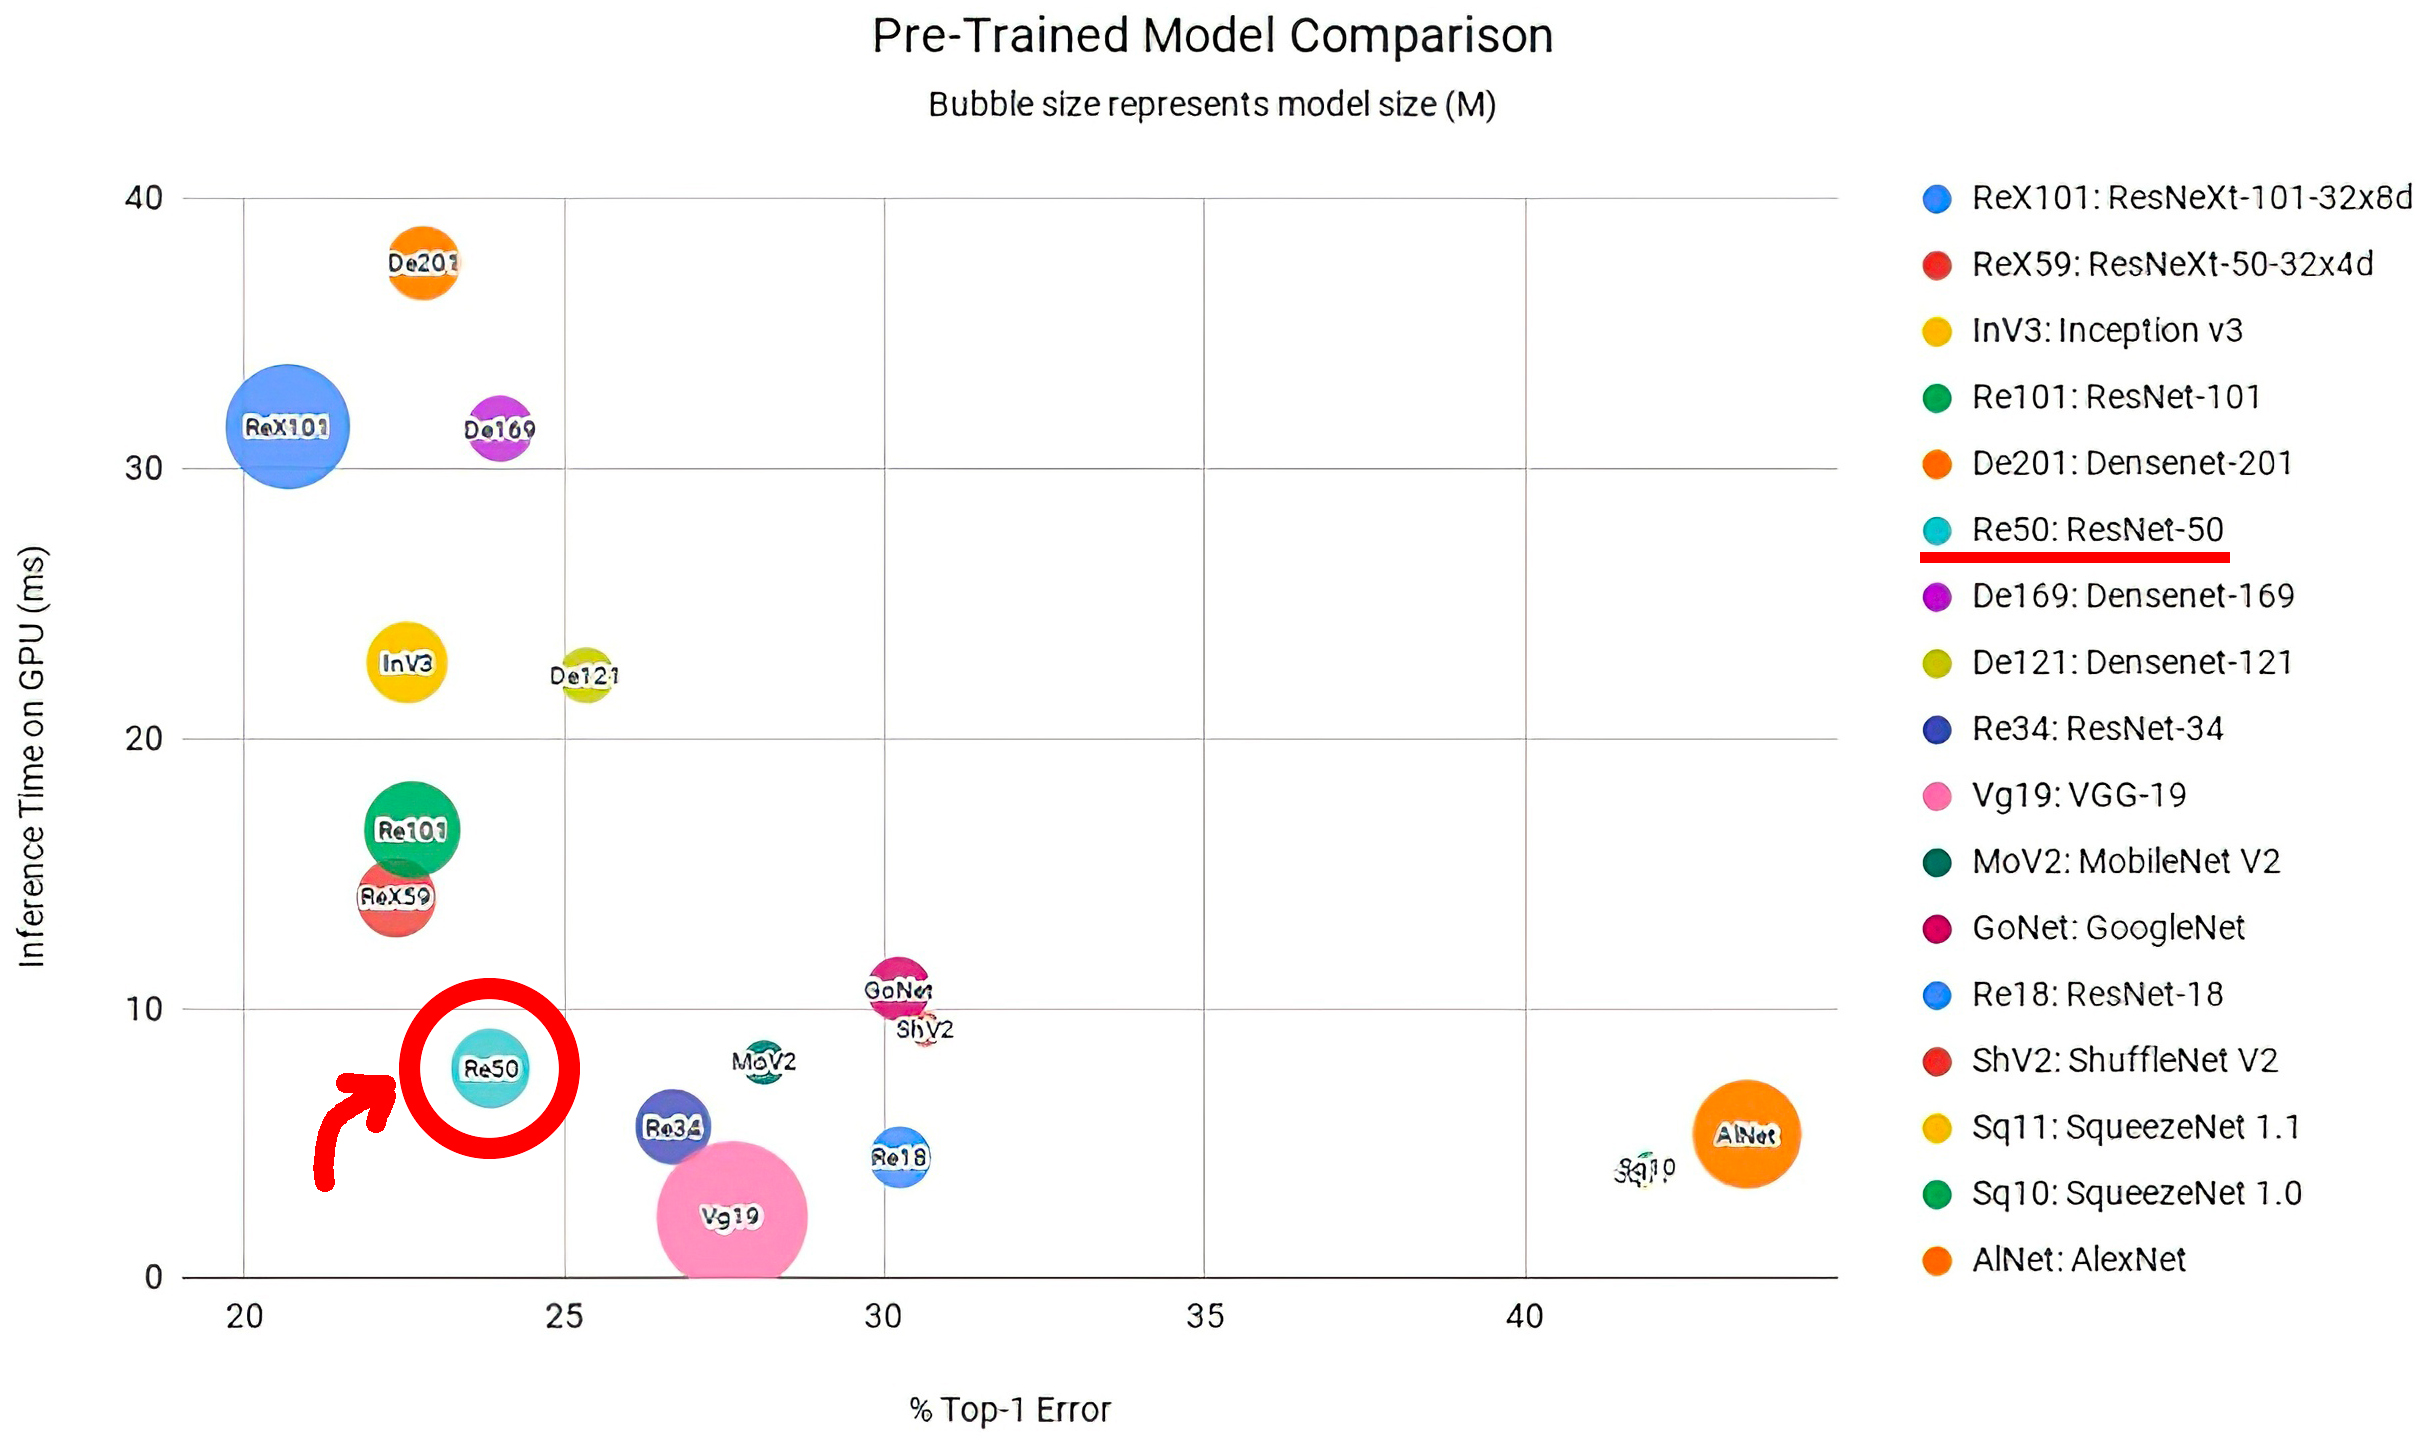 Pre-Trained Model Comparison
Bubble size represents model size (M)
Inference Time on GPU (ms)
40
30
20
10
0
De201
ReX101
De169
InV3
De121
Re101
ReX59
GoNet
ShV2
Re50
MoV2
Re34
Re18
AlNet
Sq10
Vg19
20
25
30
35
40
% Top-1 Error
ReX101: ResNeXt-101-32x8d
ReX59: ResNeXt-50-32x4d
InV3: Inception v3
Re101: ResNet-101
De201: Densenet-201
Re50: ResNet-50
De169: Densenet-169
De121: Densenet-121
Re34: ResNet-34
Vg19: VGG-19
MoV2: MobileNet V2
GoNet: GoogleNet
Re18: ResNet-18
ShV2: ShuffleNet V2
Sq11: SqueezeNet 1.1
Sq10: SqueezeNet 1.0
AlNet: AlexNet